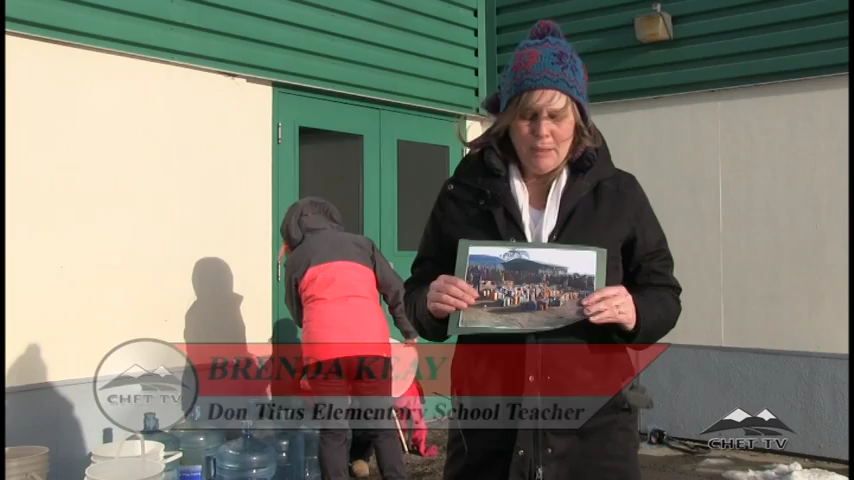 BRENDA KEAY
CHET TV
Don Titus Elementary School Teacher
CHET TV